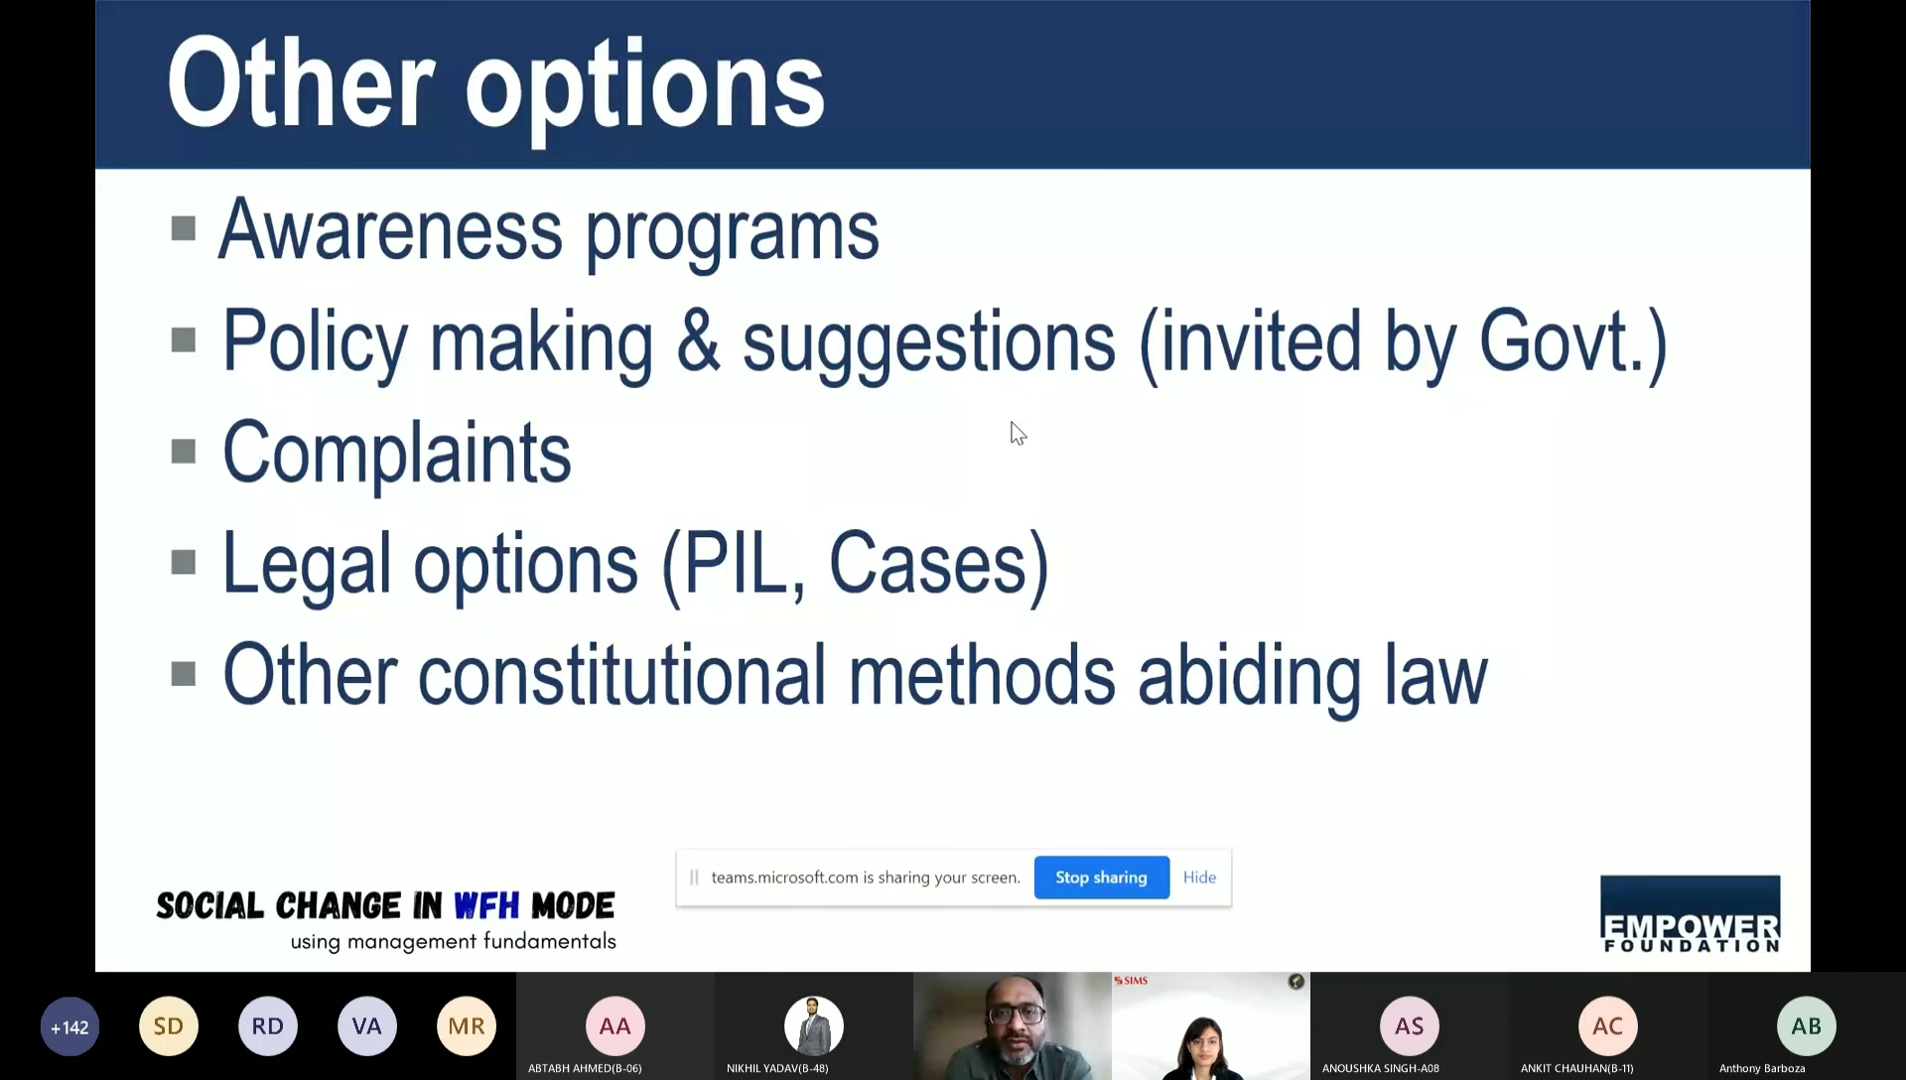 Other options
Awareness programs
Policy making & suggestions (invited by Govt.)
Complaints
Legal options (PIL, Cases)
Other constitutional methods abiding law
teams.microsoft.com is sharing your screen. Stop sharing Hide
SOCIAL CHANGE IN WFH MODE
using management fundamentals
EMPOWER
FOUNDATION
SIMS
+142 SD RD VA MR AA AS AC AB
ABTABH AHMED(B-06) NIKHIL YADAV(B-48) ANOUSHKA SINGH-A08 ANKIT CHAUHAN(B-11) Anthony Barboza